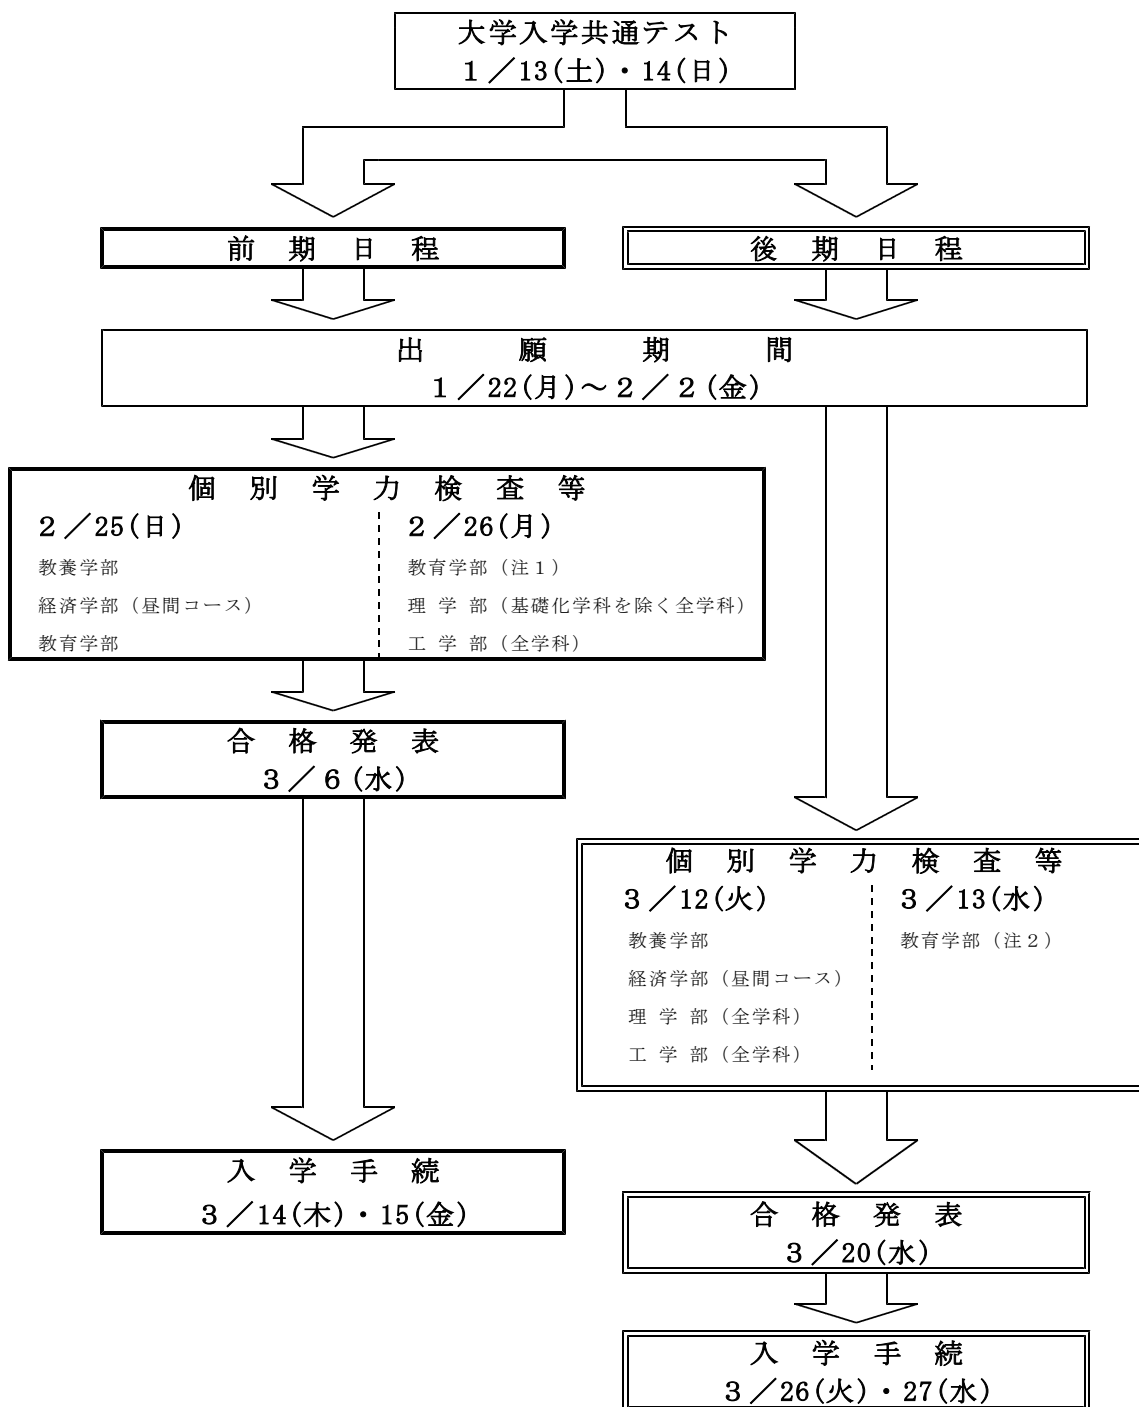 大学入学共通テスト
１／13(土)・14(日)
前　期　日　程
後　期　日　程
出　願　期　間
１／22(月)～２／２(金)
個　別　学　力　検　査　等
２／25(日)
教養学部
経済学部（昼間コース）
教育学部
２／26(月)
教育学部（注１）
理　学　部（基礎化学科を除く全学科）
工　学　部（全学科）
合　格　発　表
３／６(水)
個　別　学　力　検　査　等
３／12(火)
教養学部
経済学部（昼間コース）
理　学　部（全学科）
工　学　部（全学科）
３／13(水)
教育学部（注２）
入　学　手　続
３／14(木)・15(金)
合　格　発　表
３／20(水)
入　学　手　続
３／26(火)・27(水)